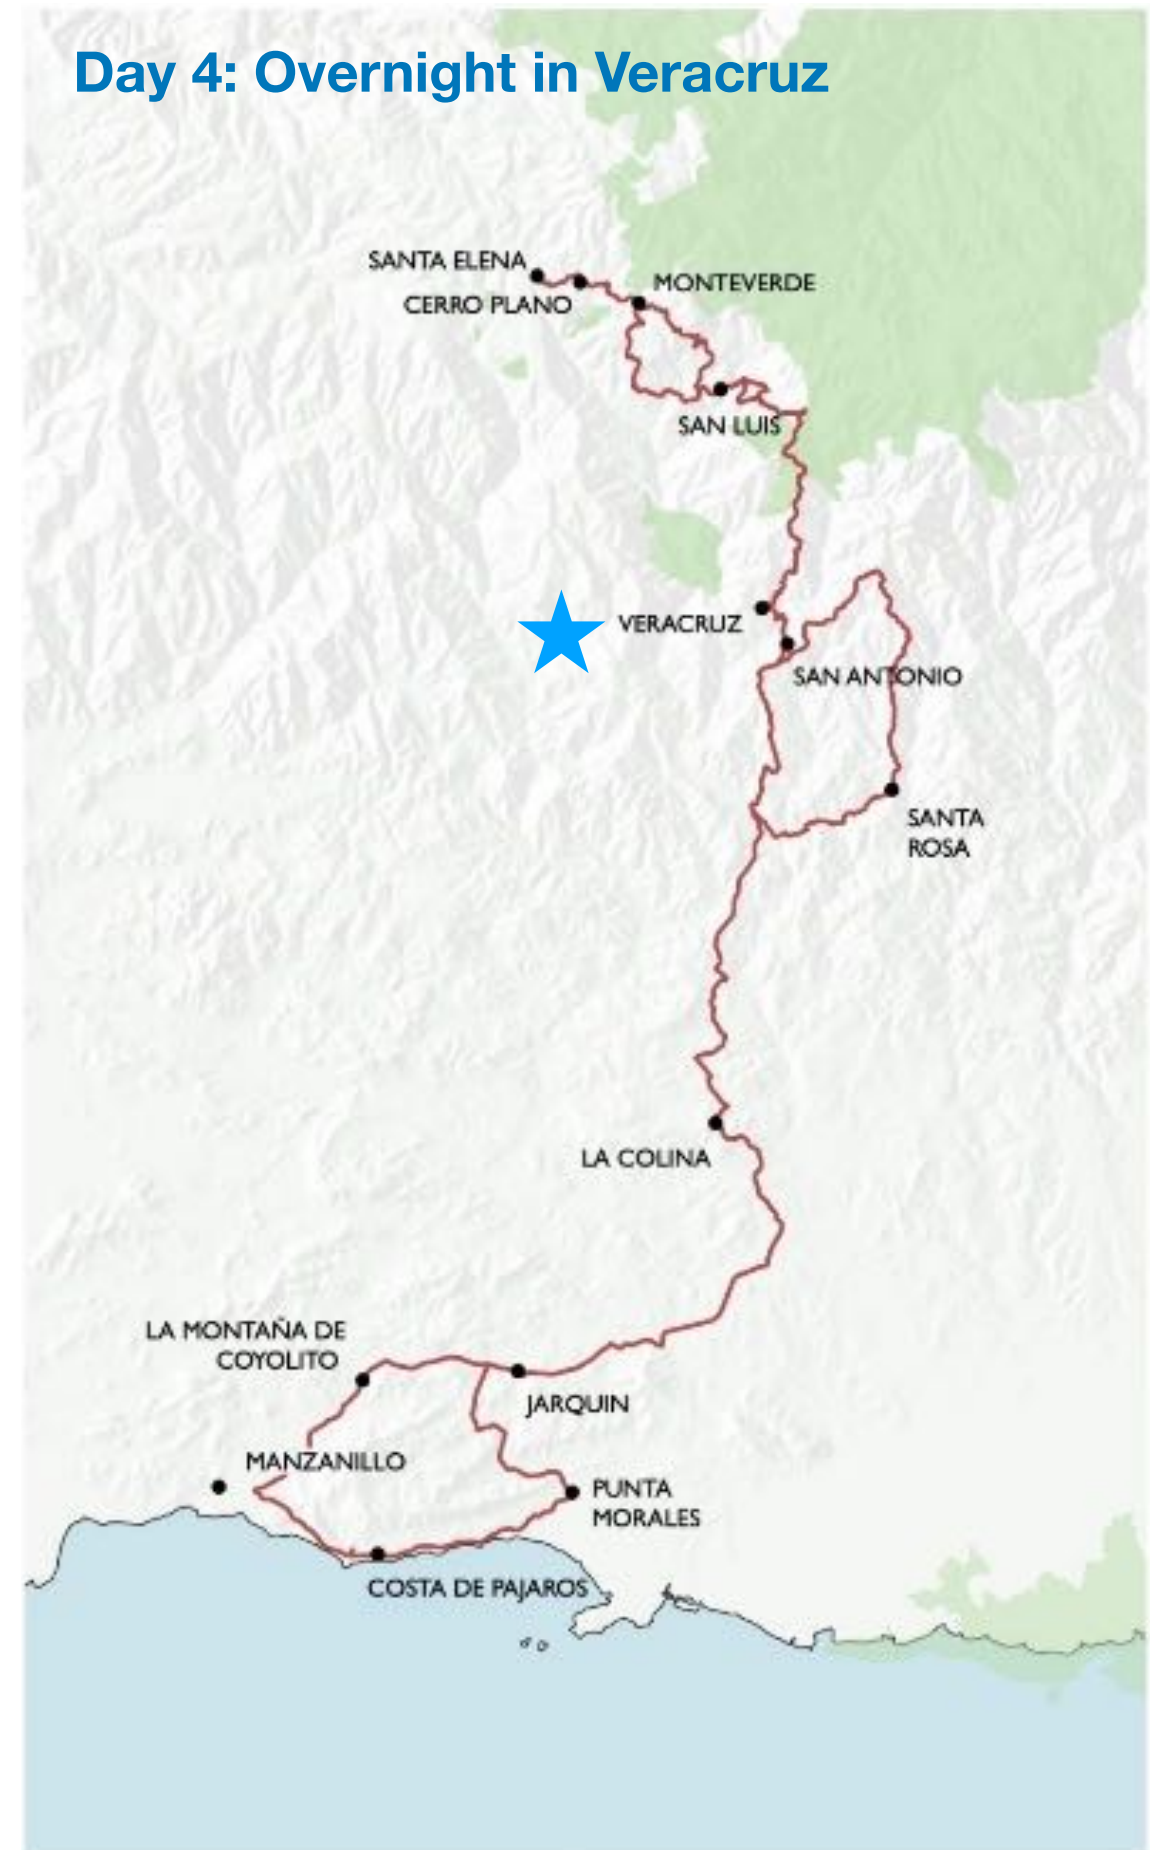 Day 4: Overnight in Veracruz
SANTA ELENA
MONTEVERDE
CERRO PLANO
SAN LUIS
VERACRUZ
SAN ANTONIO
SANTA
ROSA
LA COLINA
LA MONTAÑA DE
COYOLITO
JARQUIN
MANZANILLO
PUNTA
MORALES
COSTA DE PAJAROS